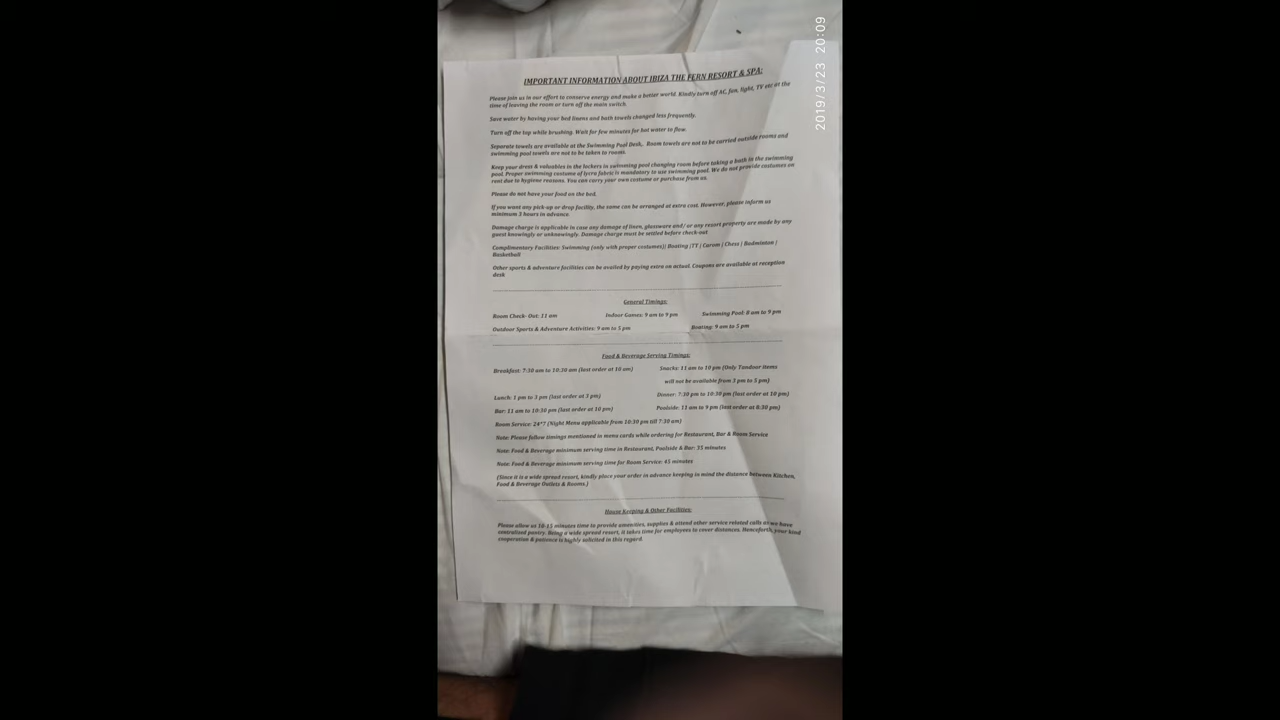 2019/3/23 20:09
IMPORTANT INFORMATION ABOUT IBIZA THE FERN RESORT & SPA:
Please join us in our effort to conserve energy and make a better world. Kindly turn off AC, fan, light, TV etc at the
time of leaving the room or turn off the main switch.
Save water by having your bed linens and bath towels changed less frequently.
Turn off the tap while brushing. Wait for few minutes for hot water to flow.
Separate towels are available at the Swimming Pool Desk,  Room towels are not to be carried outside rooms and
swimming pool towels are not to be taken to rooms.
Keep your dress & valuables in the lockers in swimming pool changing room before taking a bath in the swimming
pool. Proper swimming costume of lycra fabric is mandatory to use swimming pool. We do not provide costumes on
rent due to hygiene reasons. You can carry your own costume or purchase from us.
Please do not have your food on the bed.
If you want any pick-up or drop facility, the same can be arranged at extra cost. However, please inform us
minimum 3 hours in advance.
Damage charge is applicable in case any damage of linen, glassware and/ or any resort property are made by any
guest knowingly or unknowingly. Damage charge must be settled before check-out
Complimentary Facilities: Swimming (only with proper costumes)| Boating |TT | Carom | Chess | Badminton |
Basketball
Other sports & adventure facilities can be availed by paying extra on actual. Coupons are available at reception
desk
General Timings:
Room Check- Out: 11 am Indoor Games: 9 am to 9 pm Swimming Pool: 8 am to 9 pm
Outdoor Sports & Adventure Activities: 9 am to 5 pm Boating: 9 am to 5 pm
Food & Beverage Serving Timings:
Breakfast: 7:30 am to 10:30 am (last order at 10 am) Snacks: 11 am to 10 pm (Only Tandoor items
will not be available from 3 pm to 5 pm)
Lunch: 1 pm to 3 pm (last order at 3 pm) Dinner: 7:30 pm to 10:30 pm (last order at 10 pm)
Bar: 11 am to 10:30 pm (last order at 10 pm) Poolside: 11 am to 9 pm (last order at 8:30 pm)
Room Service: 24*7 (Night Menu applicable from 10:30 pm till 7:30 am)
Note: Please follow timings mentioned in menu cards while ordering for Restaurant, Bar & Room Service
Note: Food & Beverage minimum serving time in Restaurant, Poolside & Bar: 35 minutes
Note: Food & Beverage minimum serving time for Room Service: 45 minutes
(Since it is a wide spread resort, kindly place your order in advance keeping in mind the distance between Kitchen,
Food & Beverage Outlets & Rooms.)
House Keeping & Other Facilities:
Please allow us 10-15 minutes time to provide amenities, supplies & attend other service related calls as we have
centralized pantry. Being a wide spread resort, it takes time for employees to cover distances. Henceforth, your kind
cooperation & patience is highly solicited in this regard.